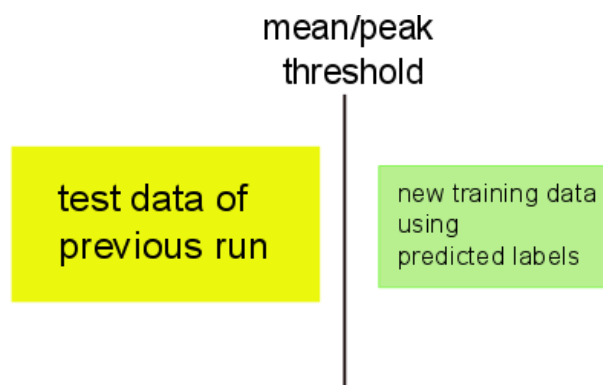 mean/peak
threshold
test data of
previous run
new training data
using
predicted labels